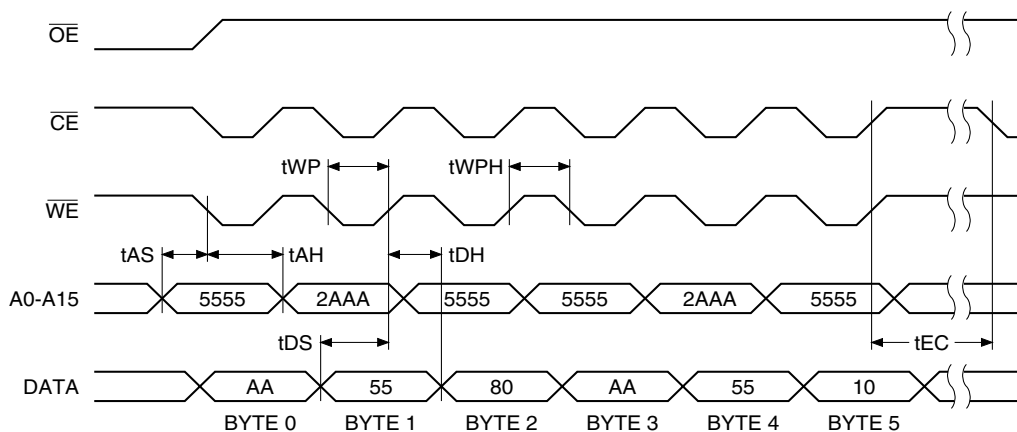 OE
CE
tWP tWPH
WE
tAS tAH tDH
A0-A15 5555 2AAA 5555 5555 2AAA 5555
tDS tEC
DATA AA 55 80 AA 55 10
BYTE 0 BYTE 1 BYTE 2 BYTE 3 BYTE 4 BYTE 5